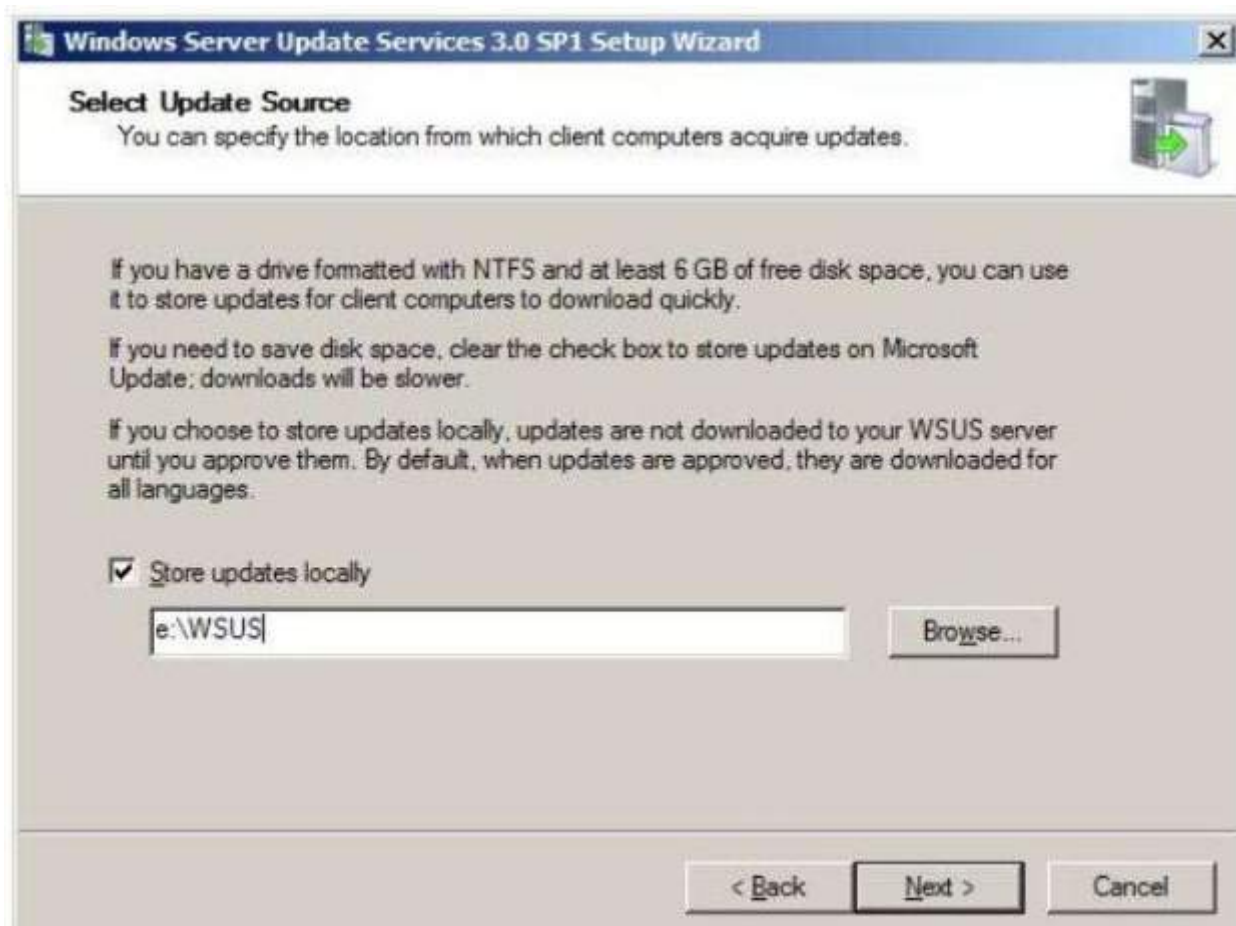 Windows Server Update Services 3.0 SP1 Setup Wizard
Select Update Source
You can specify the location from which client computers acquire updates.
If you have a drive formatted with NTFS and at least 6 GB of free disk space, you can use
it to store updates for client computers to download quickly.
If you need to save disk space, clear the check box to store updates on Microsoft
Update; downloads will be slower.
If you choose to store updates locally, updates are not downloaded to your WSUS server
until you approve them. By default, when updates are approved, they are downloaded for
all languages.
Store updates locally
e:\WSUS
Browse...
< Back
Next >
Cancel